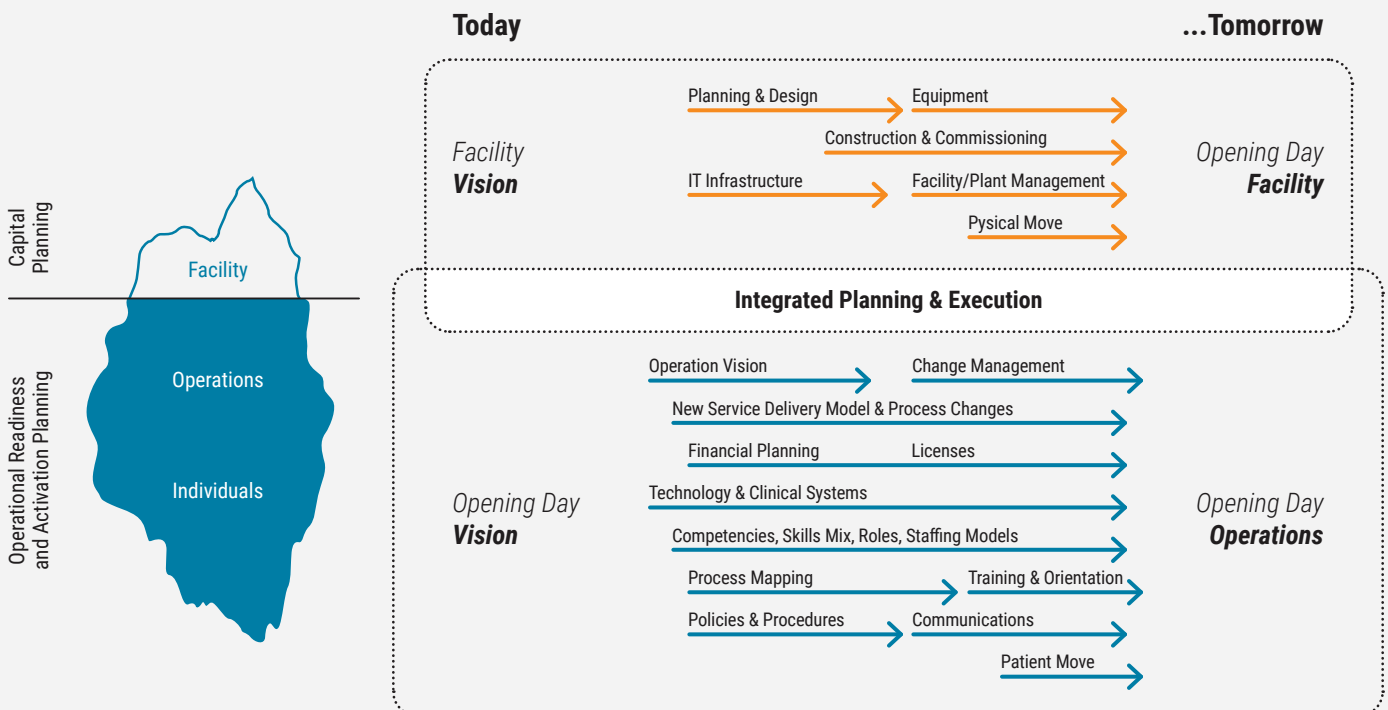 Today
...Tomorrow
Planning & Design
Equipment
Construction & Commissioning
Facility
Vision
IT Infrastructure
Facility/Plant Management
Pysical Move
Opening Day
Facility
Capital
Planning
Facility
Integrated Planning & Execution
Operational Readiness
and Activation Planning
Operations
Individuals
Operation Vision
Change Management
New Service Delivery Model & Process Changes
Financial Planning
Licenses
Opening Day
Vision
Technology & Clinical Systems
Competencies, Skills Mix, Roles, Staffing Models
Process Mapping
Training & Orientation
Policies & Procedures
Communications
Patient Move
Opening Day
Operations